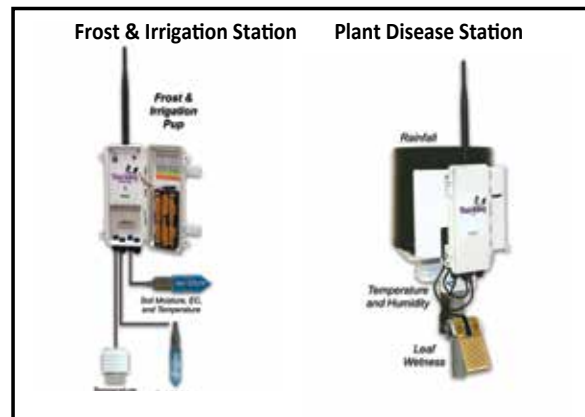 Frost & Irrigation Station
Plant Disease Station
Frost &
Irrigation
Pup
Rainfall
Soil Moisture, EC,
and Temperature
Temperature
and Humidity
Leaf
Wetness
Temperature